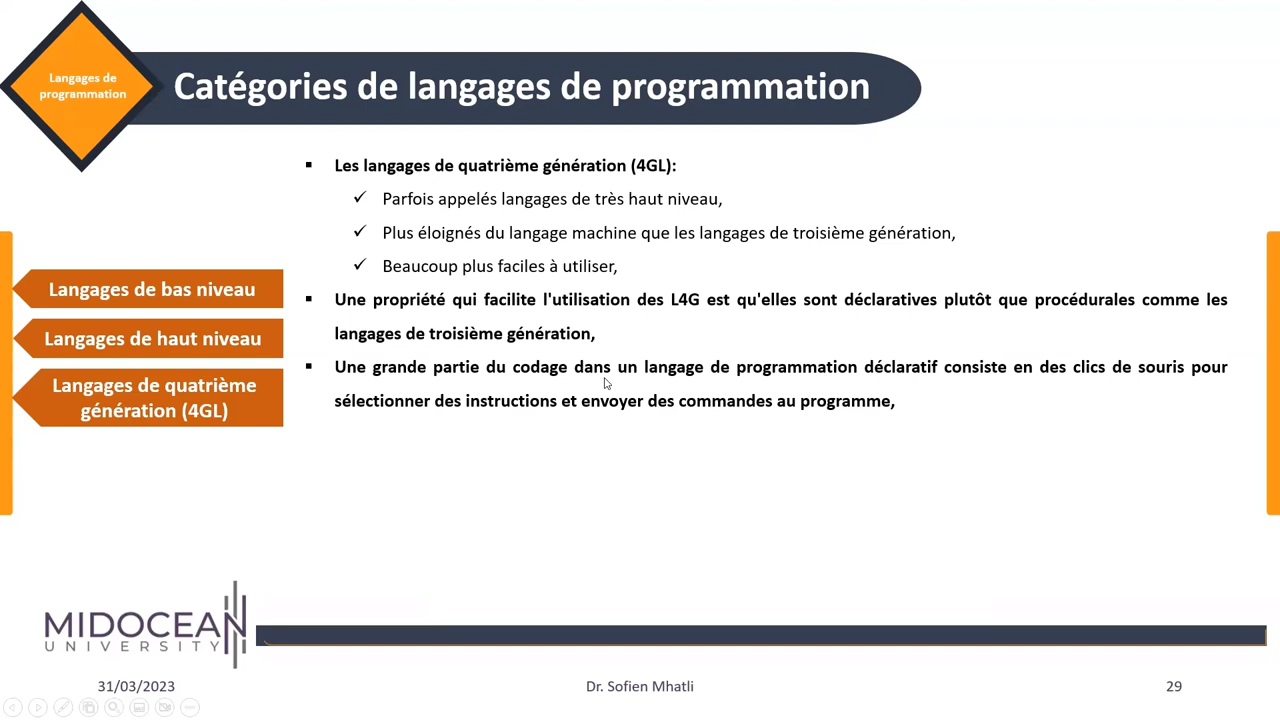 Langages de
programmation
Catégories de langages de programmation
Les langages de quatrième génération (4GL):
Parfois appelés langages de très haut niveau,
Plus éloignés du langage machine que les langages de troisième génération,
Beaucoup plus faciles à utiliser,
Une propriété qui facilite l'utilisation des L4G est qu'elles sont déclaratives plutôt que procédurales comme les
langages de troisième génération,
Une grande partie du codage dans un langage de programmation déclaratif consiste en des clics de souris pour
sélectionner des instructions et envoyer des commandes au programme,
Langages de bas niveau
Langages de haut niveau
Langages de quatrième
génération (4GL)
MIDOCEAN
UNIVERSITY
31/03/2023
Dr. Sofien Mhatli
29